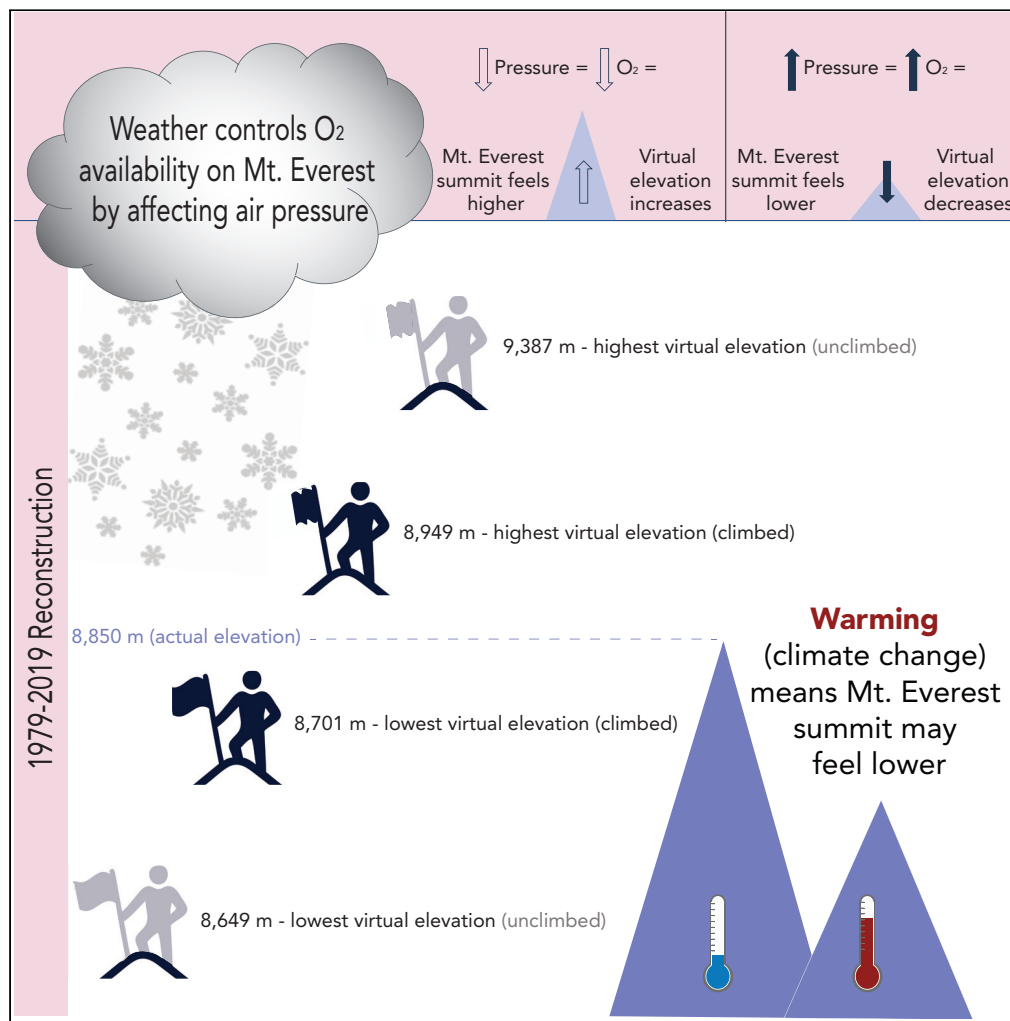 Weather controls O₂
availability on Mt. Everest
by affecting air pressure
Pressure = O₂ =
Mt. Everest
summit feels
higher
Virtual
elevation
increases
Pressure = O₂ =
Mt. Everest
summit feels
lower
Virtual
elevation
decreases
1979-2019 Reconstruction
9,387 m - highest virtual elevation (unclimbed)
8,949 m - highest virtual elevation (climbed)
8,850 m (actual elevation)
8,701 m - lowest virtual elevation (climbed)
8,649 m - lowest virtual elevation (unclimbed)
Warming
(climate change)
means Mt. Everest
summit may
feel lower